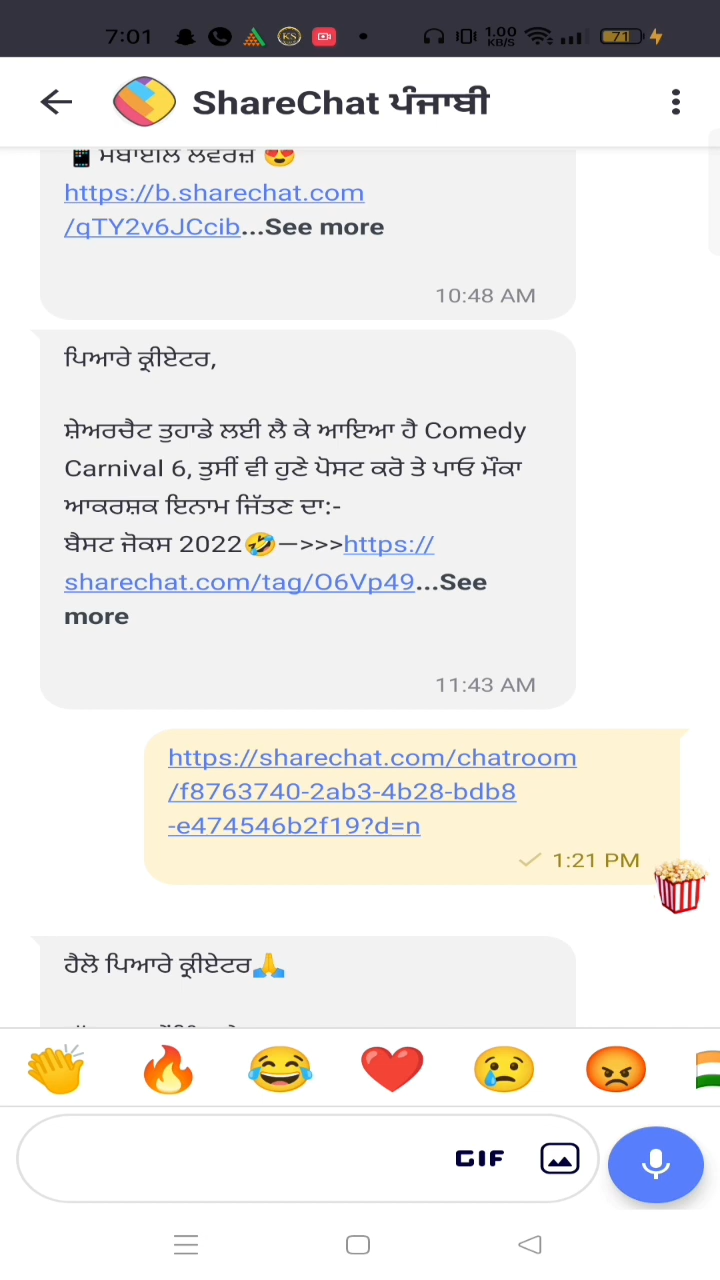 7:01
1.00
KB/S
71
ShareChat ਪੰਜਾਬੀ
ਮੋਬਾਈਲ ਲਵਰਜ਼ 😍
https://b.sharechat.com
/qTY2v6JCcib...See more
10:48 AM
ਪਿਆਰੇ ਕ੍ਰੀਏਟਰ,
ਸ਼ੇਅਰਚੈਟ ਤੁਹਾਡੇ ਲਈ ਲੈ ਕੇ ਆਇਆ ਹੈ Comedy
Carnival 6, ਤੁਸੀਂ ਵੀ ਹੁਣੇ ਪੋਸਟ ਕਰੋ ਤੇ ਪਾਓ ਮੌਕਾ
ਆਕਰਸ਼ਕ ਇਨਾਮ ਜਿੱਤਣ ਦਾ:-
ਬੈਸਟ ਜੋਕਸ 2022🤣—>>>https://
sharechat.com/tag/O6Vp49...See
more
11:43 AM
https://sharechat.com/chatroom
/f8763740-2ab3-4b28-bdb8
-e474546b2f19?d=n
1:21 PM
ਹੈਲੋ ਪਿਆਰੇ ਕ੍ਰੀਏਟਰ🙏
GIF